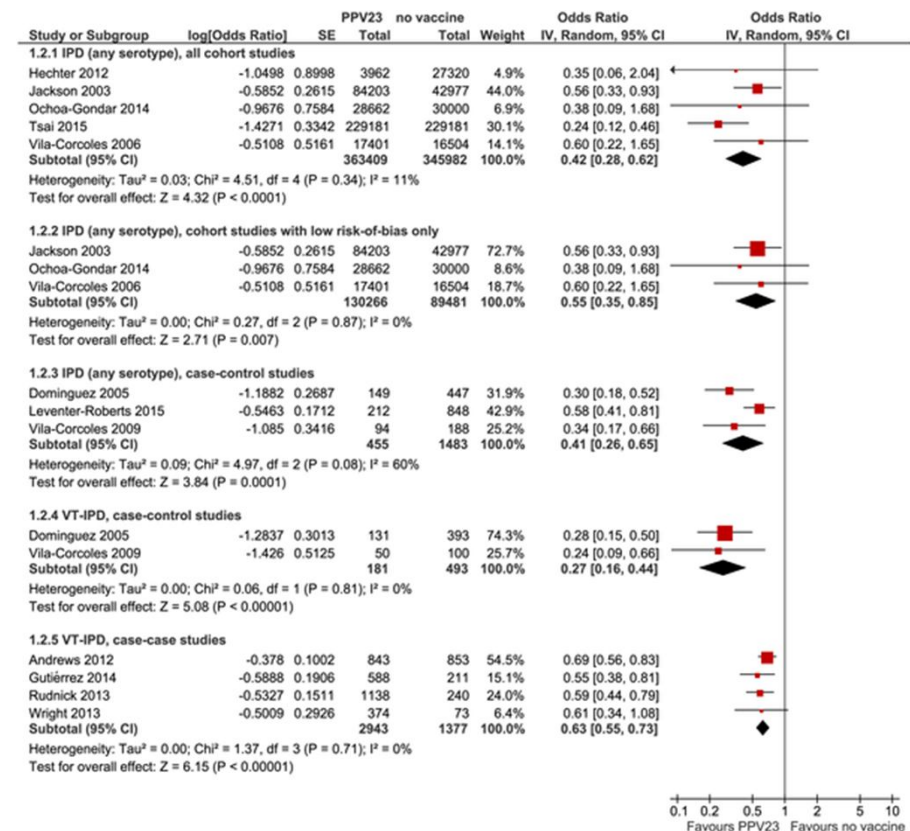 PPV23 no vaccine Odds Ratio Odds Ratio
Study or Subgroup log[Odds Ratio] SE Total Total Weight IV, Random, 95% CI IV, Random, 95% CI
1.2.1 IPD (any serotype), all cohort studies
Hechter 2012 -1.0498 0.8998 3962 27320 4.9% 0.35 [0.06, 2.04]
Jackson 2003 -0.5852 0.2615 84203 42977 44.0% 0.56 [0.33, 0.93]
Ochoa-Gondar 2014 -0.9676 0.7584 28662 30000 6.9% 0.38 [0.09, 1.68]
Tsai 2015 -1.4271 0.3342 229181 229181 30.1% 0.24 [0.12, 0.46]
Vila-Corcoles 2006 -0.5108 0.5161 17401 16504 14.1% 0.60 [0.22, 1.65]
Subtotal (95% CI) 363409 345982 100.0% 0.42 [0.28, 0.62]
Heterogeneity: Tau² = 0.03; Chi² = 4.51, df = 4 (P = 0.34); I² = 11%
Test for overall effect: Z = 4.32 (P < 0.0001)
1.2.2 IPD (any serotype), cohort studies with low risk-of-bias only
Jackson 2003 -0.5852 0.2615 84203 42977 72.7% 0.56 [0.33, 0.93]
Ochoa-Gondar 2014 -0.9676 0.7584 28662 30000 8.6% 0.38 [0.09, 1.68]
Vila-Corcoles 2006 -0.5108 0.5161 17401 16504 18.7% 0.60 [0.22, 1.65]
Subtotal (95% CI) 130266 89481 100.0% 0.55 [0.35, 0.85]
Heterogeneity: Tau² = 0.00; Chi² = 0.27, df = 2 (P = 0.87); I² = 0%
Test for overall effect: Z = 2.71 (P = 0.007)
1.2.3 IPD (any serotype), case-control studies
Dominguez 2005 -1.1882 0.2687 149 447 31.9% 0.30 [0.18, 0.52]
Leventer-Roberts 2015 -0.5463 0.1712 212 848 42.9% 0.58 [0.41, 0.81]
Vila-Corcoles 2009 -1.085 0.3416 94 188 25.2% 0.34 [0.17, 0.66]
Subtotal (95% CI) 455 1483 100.0% 0.41 [0.26, 0.65]
Heterogeneity: Tau² = 0.09; Chi² = 4.97, df = 2 (P = 0.08); I² = 60%
Test for overall effect: Z = 3.84 (P = 0.0001)
1.2.4 VT-IPD, case-control studies
Dominguez 2005 -1.2837 0.3013 131 393 74.3% 0.28 [0.15, 0.50]
Vila-Corcoles 2009 -1.426 0.5125 50 100 25.7% 0.24 [0.09, 0.66]
Subtotal (95% CI) 181 493 100.0% 0.27 [0.16, 0.44]
Heterogeneity: Tau² = 0.00; Chi² = 0.06, df = 1 (P = 0.81); I² = 0%
Test for overall effect: Z = 5.08 (P < 0.00001)
1.2.5 VT-IPD, case-case studies
Andrews 2012 -0.378 0.1002 843 853 54.5% 0.69 [0.56, 0.83]
Gutièrrez 2014 -0.5888 0.1906 588 211 15.1% 0.55 [0.38, 0.81]
Rudnick 2013 -0.5327 0.1511 1138 240 24.0% 0.59 [0.44, 0.79]
Wright 2013 -0.5009 0.2926 374 73 6.4% 0.61 [0.34, 1.08]
Subtotal (95% CI) 2943 1377 100.0% 0.63 [0.55, 0.73]
Heterogeneity: Tau² = 0.00; Chi² = 1.37, df = 3 (P = 0.71); I² = 0%
Test for overall effect: Z = 6.15 (P < 0.00001)
0.1 0.2 0.5 1 2 5 10
Favours PPV23 Favours no vaccine